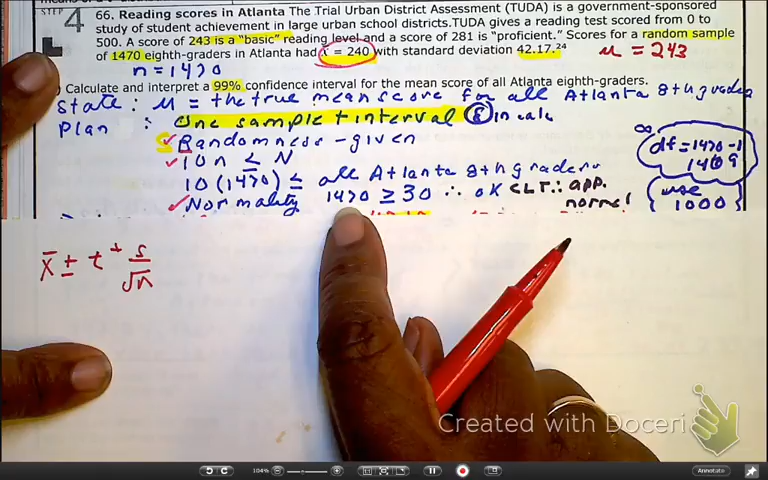 STEP 4
66. Reading scores in Atlanta The Trial Urban District Assessment (TUDA) is a government-sponsored
study of student achievement in large urban school districts.TUDA gives a reading test scored from 0 to
500. A score of 243 is a "basic" reading level and a score of 281 is "proficient." Scores for a random sample
of 1470 eighth-graders in Atlanta had x̄ = 240 with standard deviation 42.17.24
μ = 243
n = 1470
Calculate and interpret a 99% confidence interval for the mean score of all Atlanta eighth-graders.
State : μ = the true mean score for all Atlanta 8th graders
Plan : One sample t interval 8 in calc
Randomness - given
10n ≤ N
10(1470) ≤ all Atlanta 8th graders
Normality 1470 ≥ 30 ∴ OK CLT ∴ app. normal
∞
df = 1470 - 1
1469
use
1000
x̄ ± t* s/√n
Created with Doceri
104%
Annotate